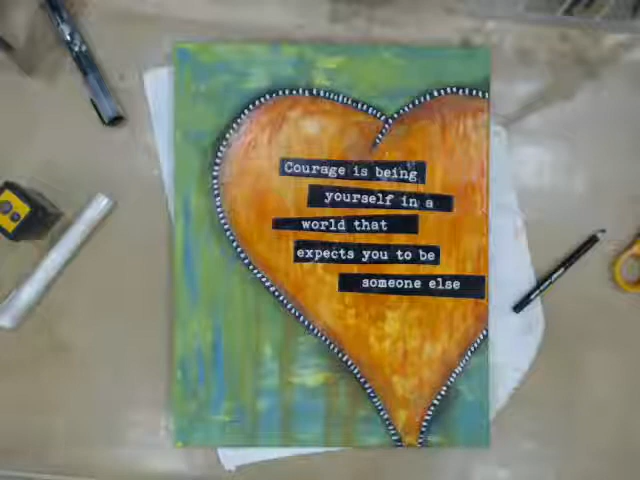 Courage is being
yourself in a
world that
expects you to be
someone else